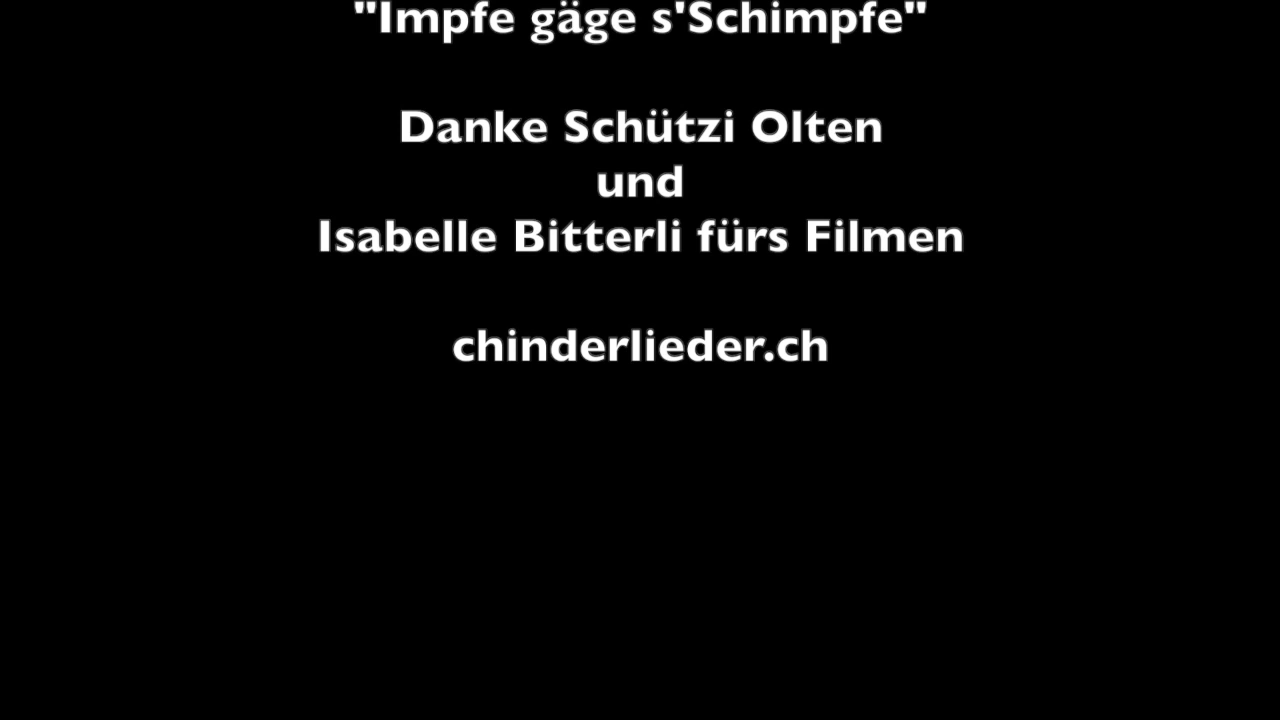 "Impfe gäge s'Schimpfe"
Danke Schützi Olten
und
Isabelle Bitterli fürs Filmen
chinderlieder.ch